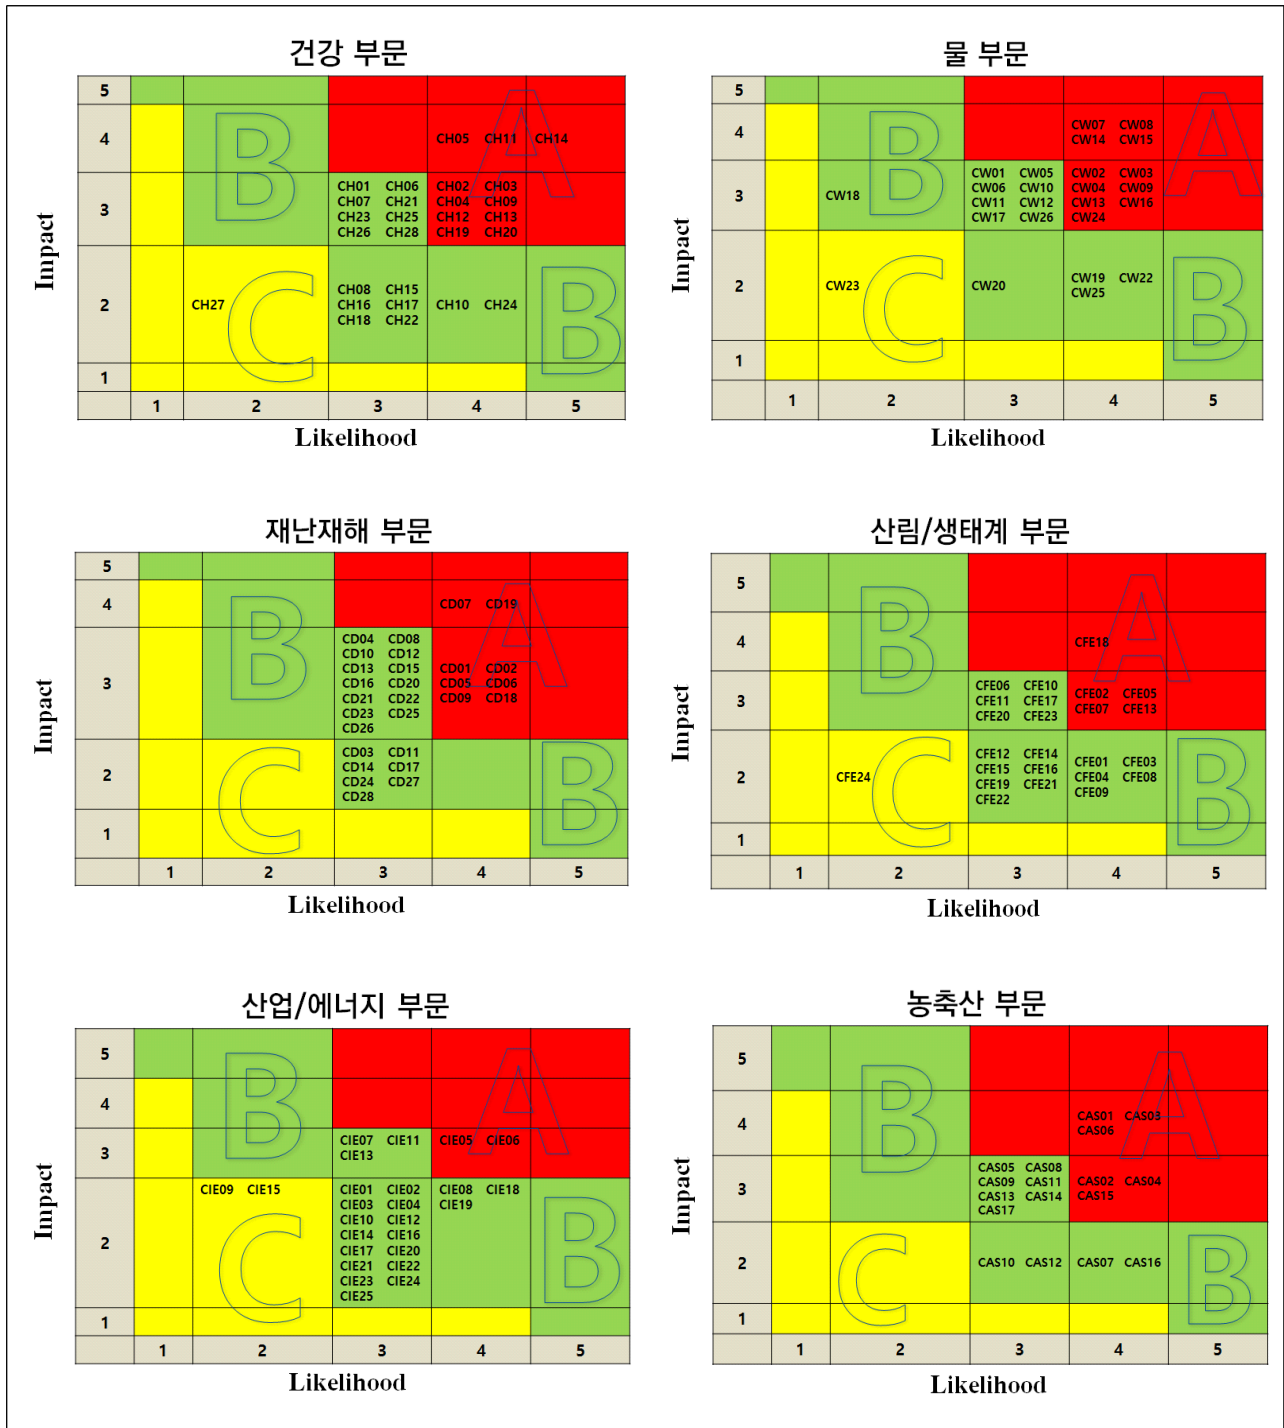 건강 부문
5
4 CH05 CH11 CH14
3 CH01 CH06 CH02 CH03
CH07 CH21 CH04 CH09
CH23 CH25 CH12 CH13
CH26 CH28 CH19 CH20
2 CH27 CH08 CH15 CH10 CH24
CH16 CH17
CH18 CH22
1
1 2 3 4 5
A
B
C
B
Impact
Likelihood
물 부문
5
4 CW07 CW08
CW14 CW15
3 CW18 CW01 CW05 CW02 CW03
CW06 CW10 CW04 CW09
CW11 CW12 CW13 CW16
CW17 CW26 CW24
2 CW23 CW20 CW19 CW22
CW25
1
1 2 3 4 5
A
B
C
B
Impact
Likelihood
재난재해 부문
5
4 CD07 CD19
3 CD04 CD08
CD10 CD12
CD13 CD15 CD01 CD02
CD16 CD20 CD05 CD06
CD21 CD22 CD09 CD18
CD23 CD25
CD26
2 CD03 CD11
CD14 CD17
CD24 CD27
CD28
1
1 2 3 4 5
A
B
C
B
Impact
Likelihood
산림/생태계 부문
5
4 CFE18
3 CFE06 CFE10 CFE02 CFE05
CFE11 CFE17 CFE07 CFE13
CFE20 CFE23
2 CFE24 CFE12 CFE14 CFE01 CFE03
CFE15 CFE16 CFE04 CFE08
CFE19 CFE21 CFE09
CFE22
1
1 2 3 4 5
A
B
C
B
Impact
Likelihood
산업/에너지 부문
5
4
3 CIE07 CIE11 CIE05 CIE06
CIE13
2 CIE09 CIE15 CIE01 CIE02 CIE08 CIE18
CIE03 CIE04 CIE19
CIE10 CIE12
CIE14 CIE16
CIE17 CIE20
CIE21 CIE22
CIE23 CIE24
CIE25
1
1 2 3 4 5
A
B
C
B
Impact
Likelihood
농축산 부문
5
4 CAS01 CAS03
CAS06
3 CAS05 CAS08 CAS02 CAS04
CAS09 CAS11 CAS15
CAS13 CAS14
CAS17
2 CAS10 CAS12 CAS07 CAS16
1
1 2 3 4 5
A
B
C
B
Impact
Likelihood